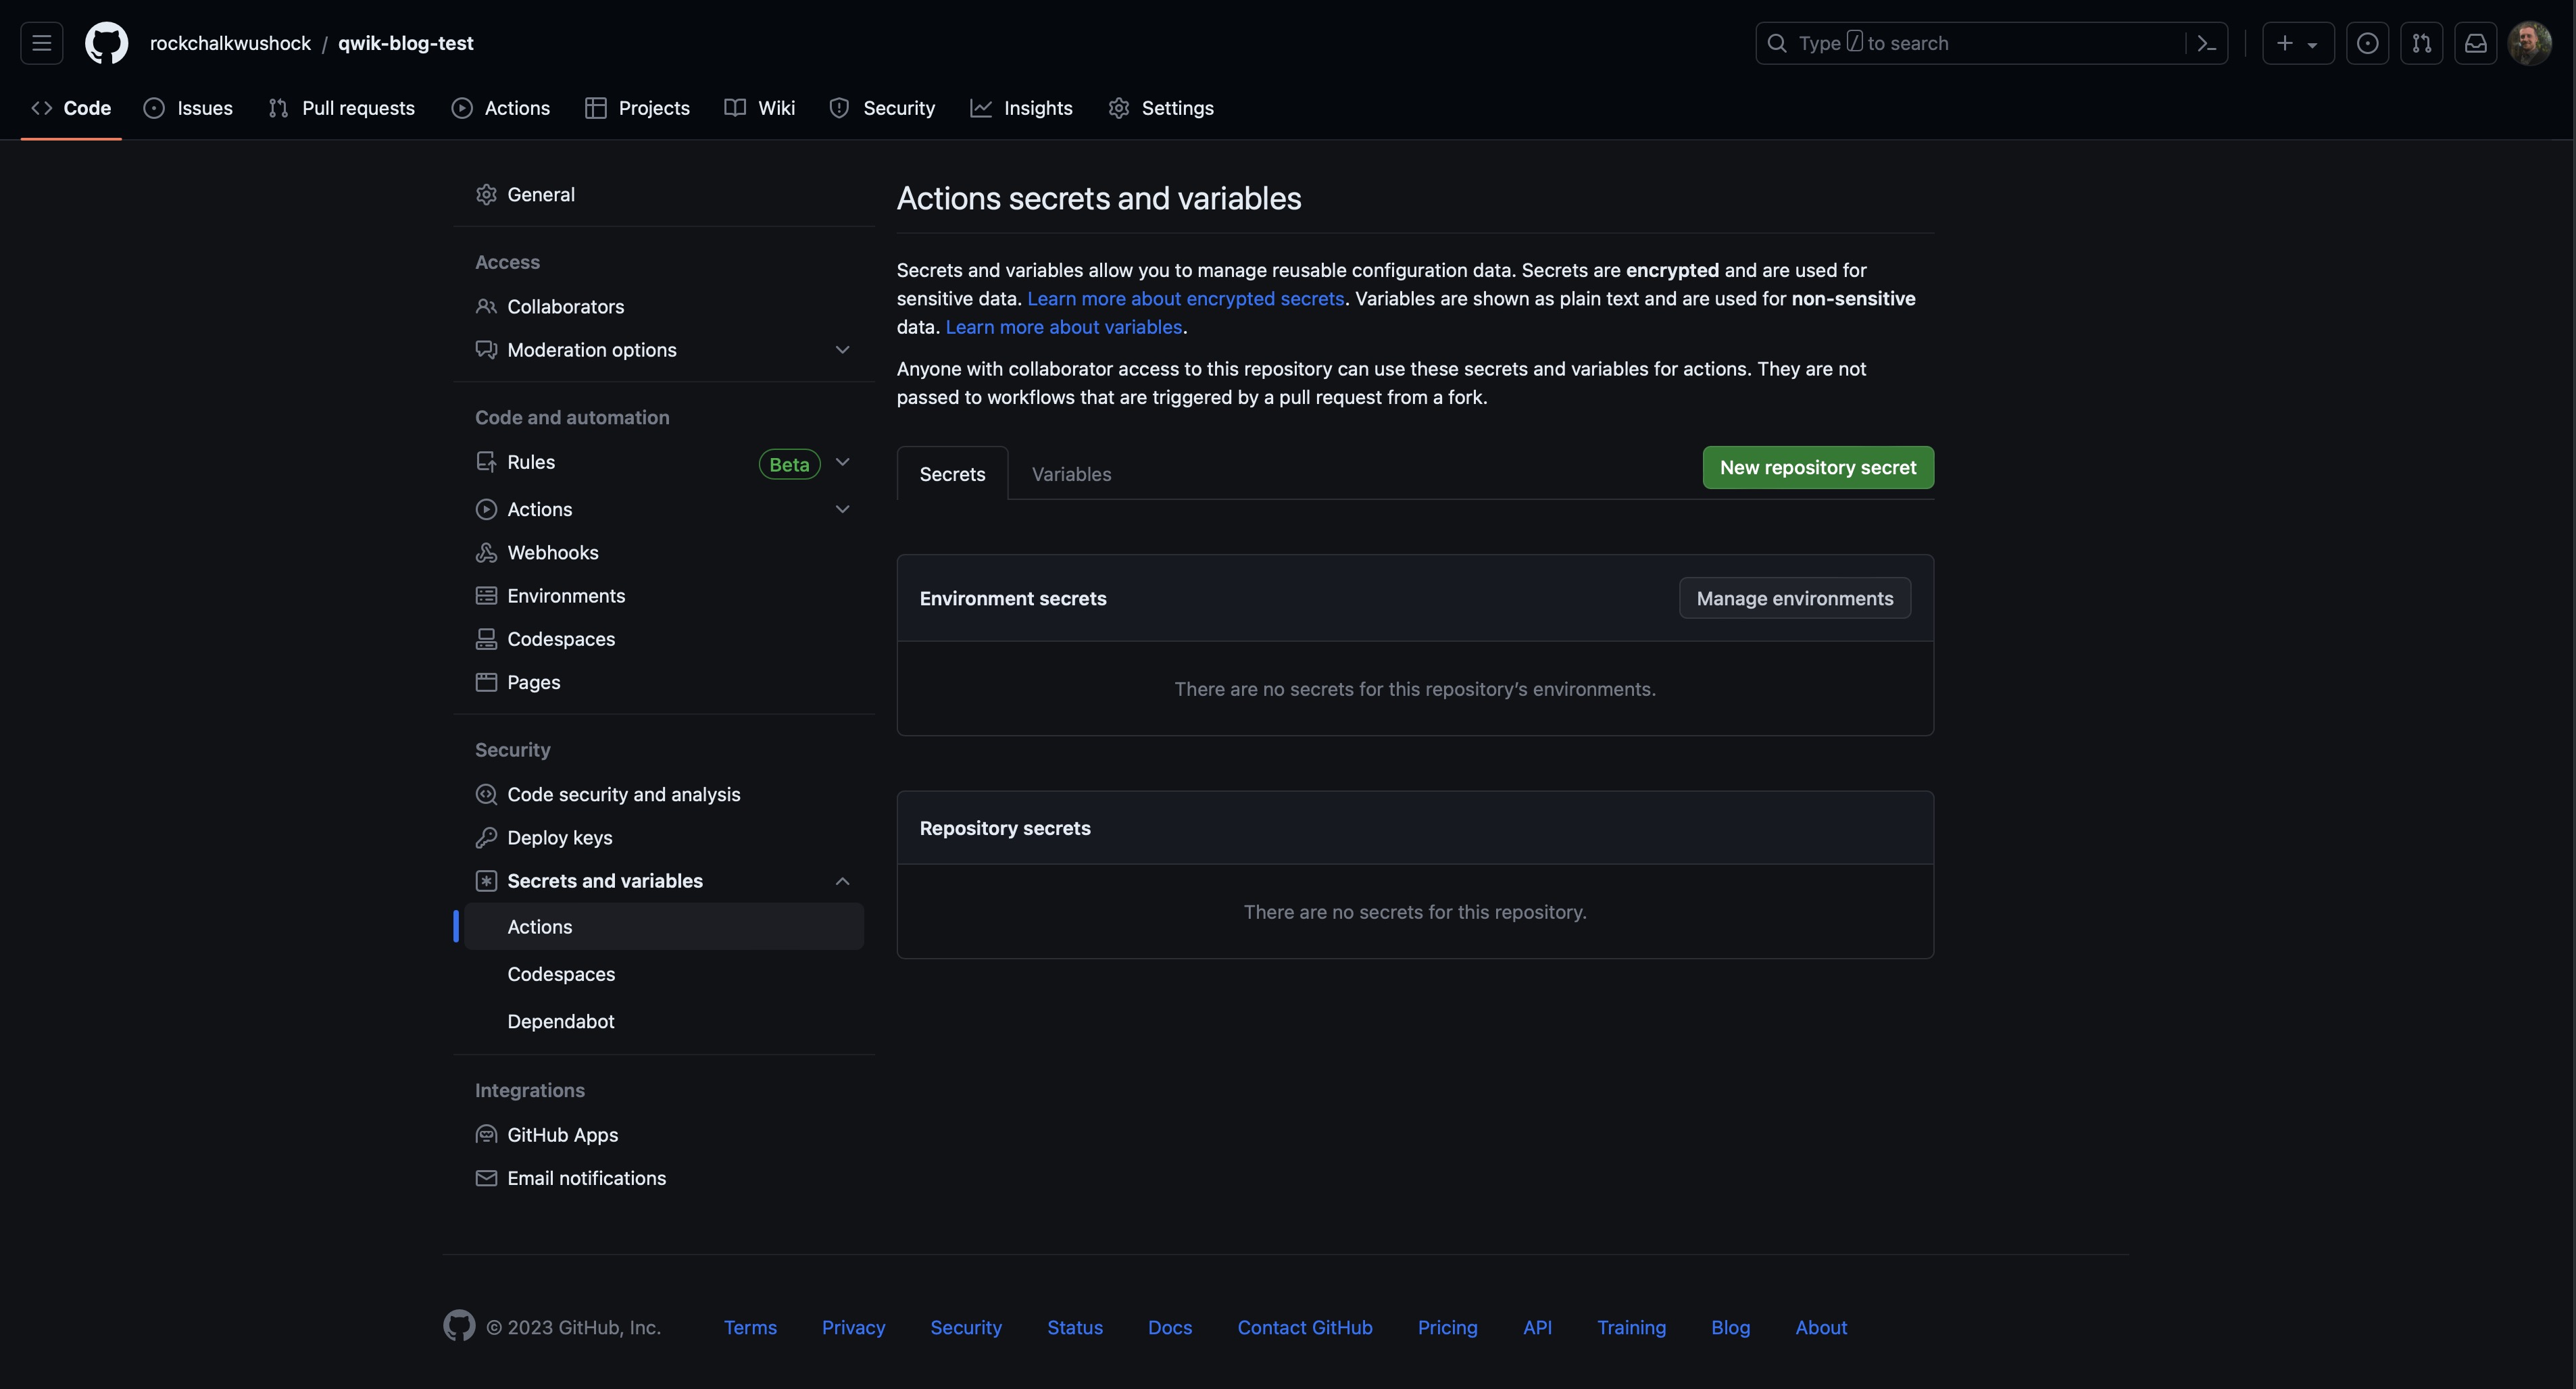 rockchalkwushock / qwik-blog-test
Type / to search
Code
Issues
Pull requests
Actions
Projects
Wiki
Security
Insights
Settings
General
Access
Collaborators
Moderation options
Code and automation
Rules
Beta
Actions
Webhooks
Environments
Codespaces
Pages
Security
Code security and analysis
Deploy keys
Secrets and variables
Actions
Codespaces
Dependabot
Integrations
GitHub Apps
Email notifications
Actions secrets and variables
Secrets and variables allow you to manage reusable configuration data. Secrets are encrypted and are used for
sensitive data. Learn more about encrypted secrets. Variables are shown as plain text and are used for non-sensitive
data. Learn more about variables.
Anyone with collaborator access to this repository can use these secrets and variables for actions. They are not
passed to workflows that are triggered by a pull request from a fork.
Secrets
Variables
New repository secret
Environment secrets
Manage environments
There are no secrets for this repository’s environments.
Repository secrets
There are no secrets for this repository.
© 2023 GitHub, Inc.
Terms
Privacy
Security
Status
Docs
Contact GitHub
Pricing
API
Training
Blog
About